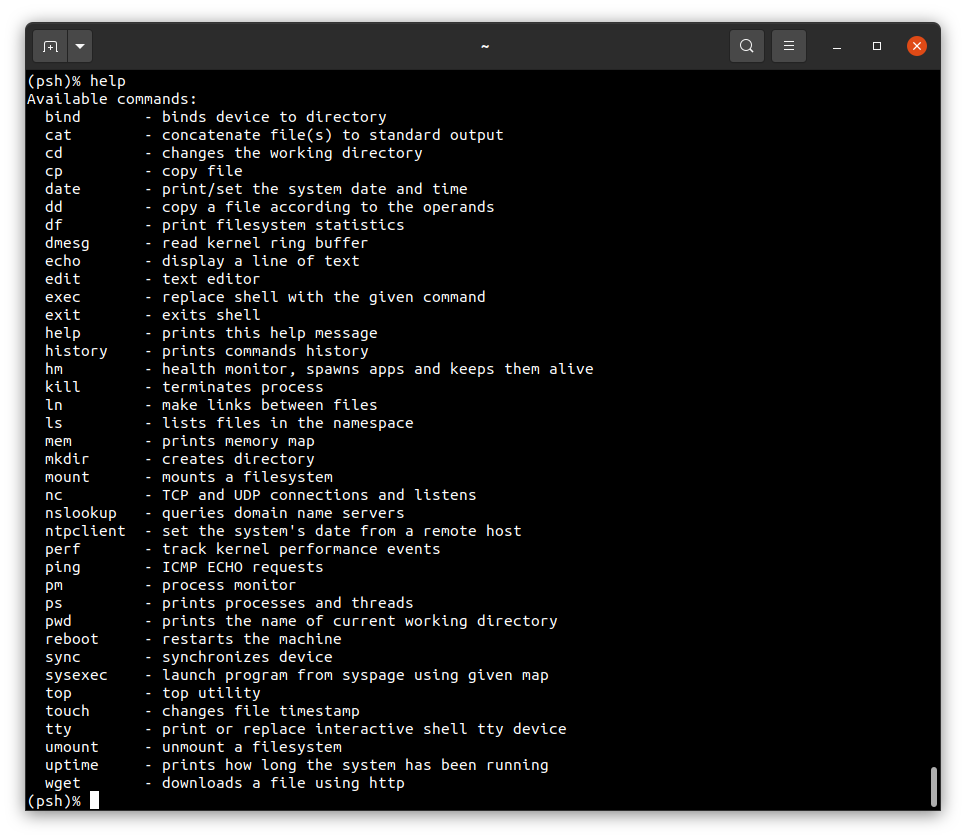 ~
(psh)% help
Available commands:
  bind       - binds device to directory
  cat        - concatenate file(s) to standard output
  cd         - changes the working directory
  cp         - copy file
  date       - print/set the system date and time
  dd         - copy a file according to the operands
  df         - print filesystem statistics
  dmesg      - read kernel ring buffer
  echo       - display a line of text
  edit       - text editor
  exec       - replace shell with the given command
  exit       - exits shell
  help       - prints this help message
  history    - prints commands history
  hm         - health monitor, spawns apps and keeps them alive
  kill       - terminates process
  ln         - make links between files
  ls         - lists files in the namespace
  mem        - prints memory map
  mkdir      - creates directory
  mount      - mounts a filesystem
  nc         - TCP and UDP connections and listens
  nslookup   - queries domain name servers
  ntpclient  - set the system's date from a remote host
  perf       - track kernel performance events
  ping       - ICMP ECHO requests
  pm         - process monitor
  ps         - prints processes and threads
  pwd        - prints the name of current working directory
  reboot     - restarts the machine
  sync       - synchronizes device
  sysexec    - launch program from syspage using given map
  top        - top utility
  touch      - changes file timestamp
  tty        - print or replace interactive shell tty device
  umount     - unmount a filesystem
  uptime     - prints how long the system has been running
  wget       - downloads a file using http
(psh)%